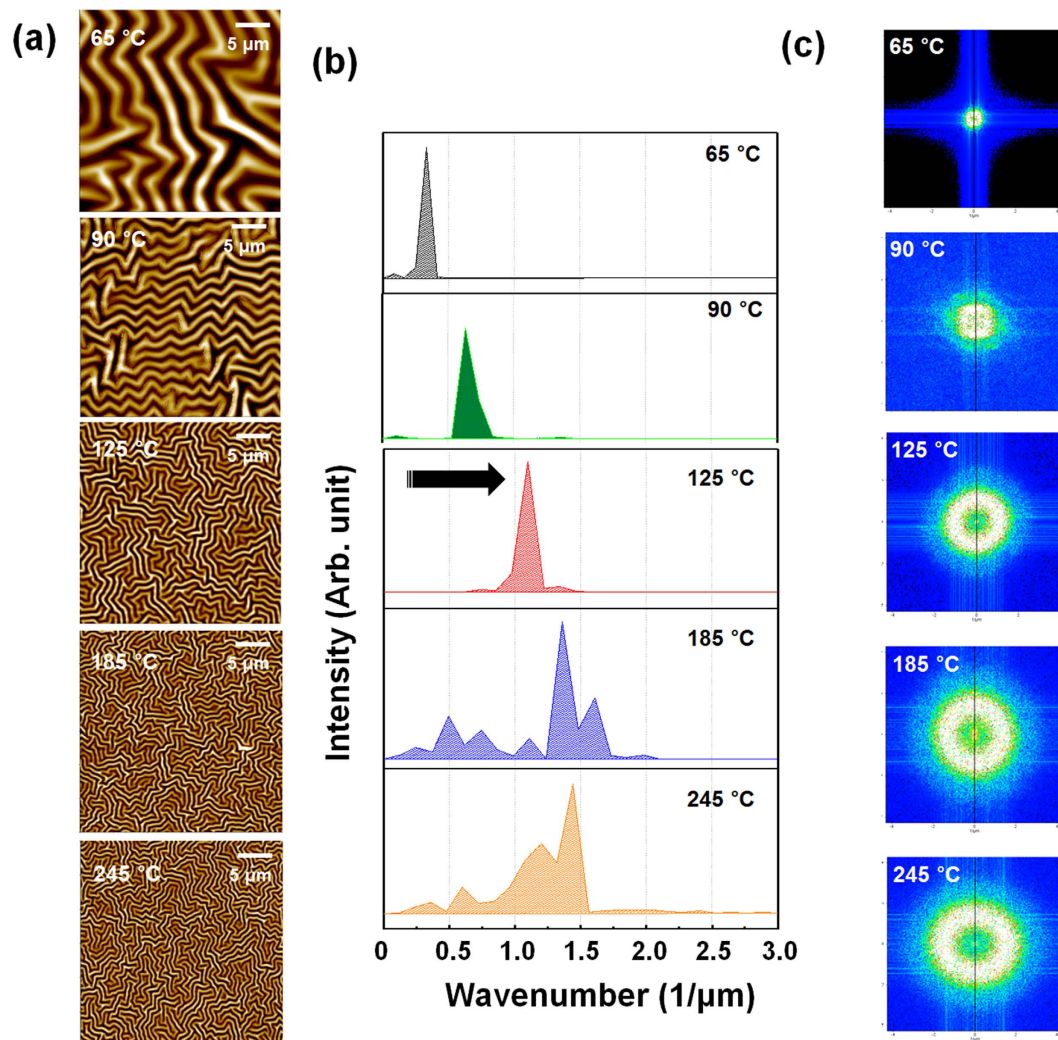 (a)
65 °C
5 μm
90 °C
5 μm
125 °C
5 μm
185 °C
5 μm
245 °C
5 μm
(b)
65 °C
90 °C
125 °C
185 °C
245 °C
Intensity (Arb. unit)
0 0.5 1.0 1.5 2.0 2.5 3.0
Wavenumber (1/μm)
(c)
65 °C
90 °C
125 °C
185 °C
245 °C